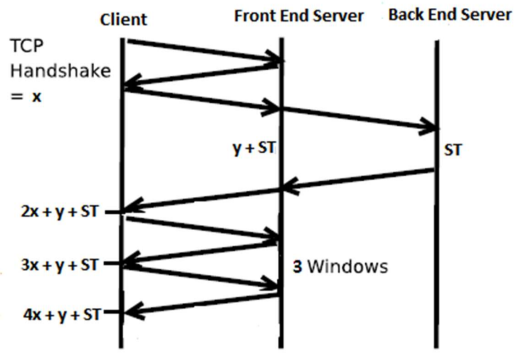 Client
Front End Server
Back End Server
TCP
Handshake
= x
y + ST
ST
2x + y + ST
3x + y + ST
3 Windows
4x + y + ST